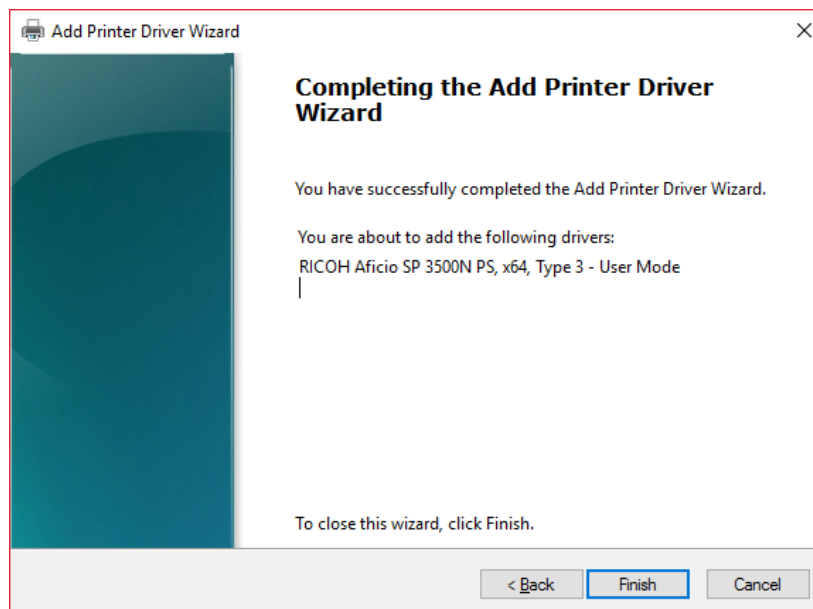 Add Printer Driver Wizard
Completing the Add Printer Driver
Wizard
You have successfully completed the Add Printer Driver Wizard.
You are about to add the following drivers:
RICOH Aficio SP 3500N PS, x64, Type 3 - User Mode
To close this wizard, click Finish.
< Back Finish Cancel